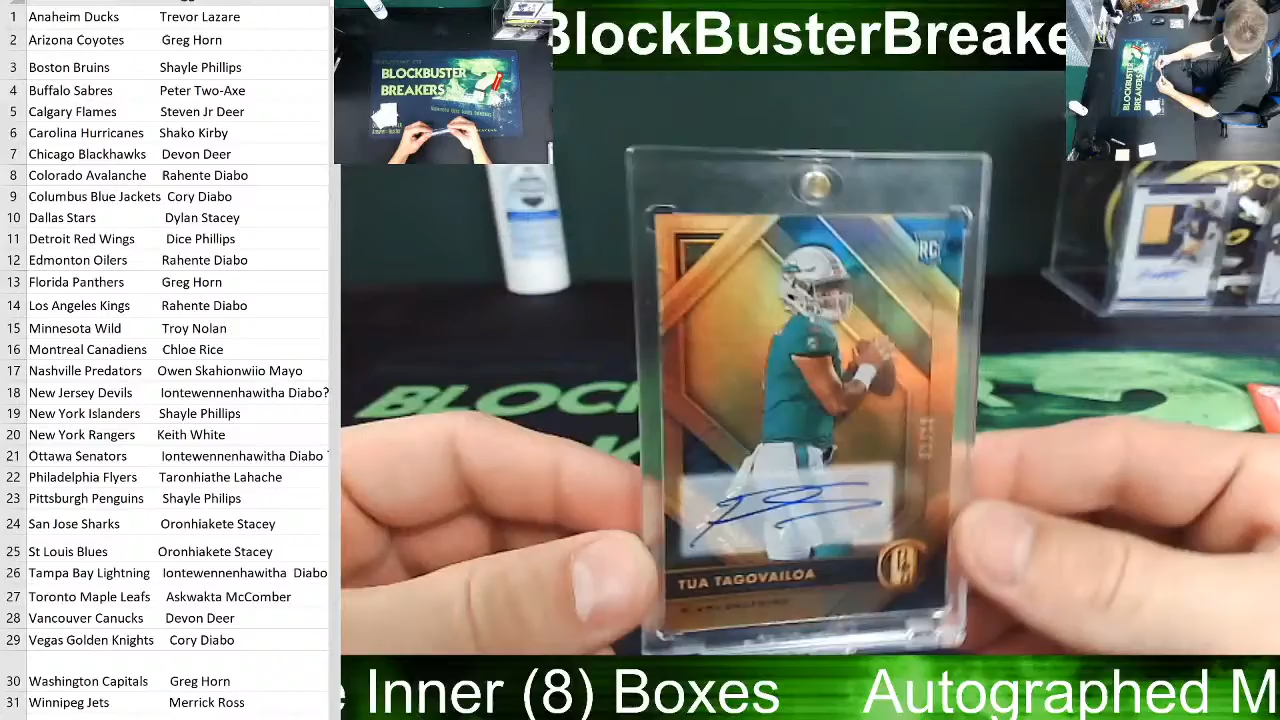 1 Anaheim Ducks Trevor Lazare
2 Arizona Coyotes Greg Horn
Boston Bruins Shayle Phillips
4 Buffalo Sabres Peter Two-Axe
5 Calgary Flames Steven Jr Deer
6 Carolina Hurricanes Shako Kirby
7 Chicago Blackhawks Devon Deer
8 Colorado Avalanche Rahente Diabo
9 Columbus Blue Jackets Cory Diabo
10 Dallas Stars Dylan Stacey
Detroit Red Wings Dice Phillips
12 Edmonton Oilers Rahente Diabo
13 Florida Panthers Greg Horn
14 Los Angeles Kings Rahente Diabo
15 Minnesota Wild Troy Nolan
16 Montreal Canadiens Chloe Rice
17 Nashville Predators Owen Skahionwiio Mayo
18 New Jersey Devils Iontewennenhawitha Diabo?
19 New York Islanders Shayle Phillips
20 New York Rangers Keith White
21 Ottawa Senators Iontewennenhawitha Diabo
22 Philadelphia Flyers Taronhiathe Lahache
23 Pittsburgh Penguins Shayle Philips
24 San Jose Sharks Oronhiakete Stacey
25 St Louis Blues Oronhiakete Stacey
26 Tampa Bay Lightning Iontewennenhawitha Diabo
27 Toronto Maple Leafs Askwakta McComber
28 Vancouver Canucks Devon Deer
29 Vegas Golden Knights Cory Diabo
30 Washington Capitals Greg Horn
31 Winnipeg Jets Merrick Ross
BlockBusterBreake
BLOCKBUSTER
BREAKERS
BLOCKBUSTER
BREAKERS
RC
BLOC
TUA TAGOVAILOA
e Inner (8) Boxes Autographed M